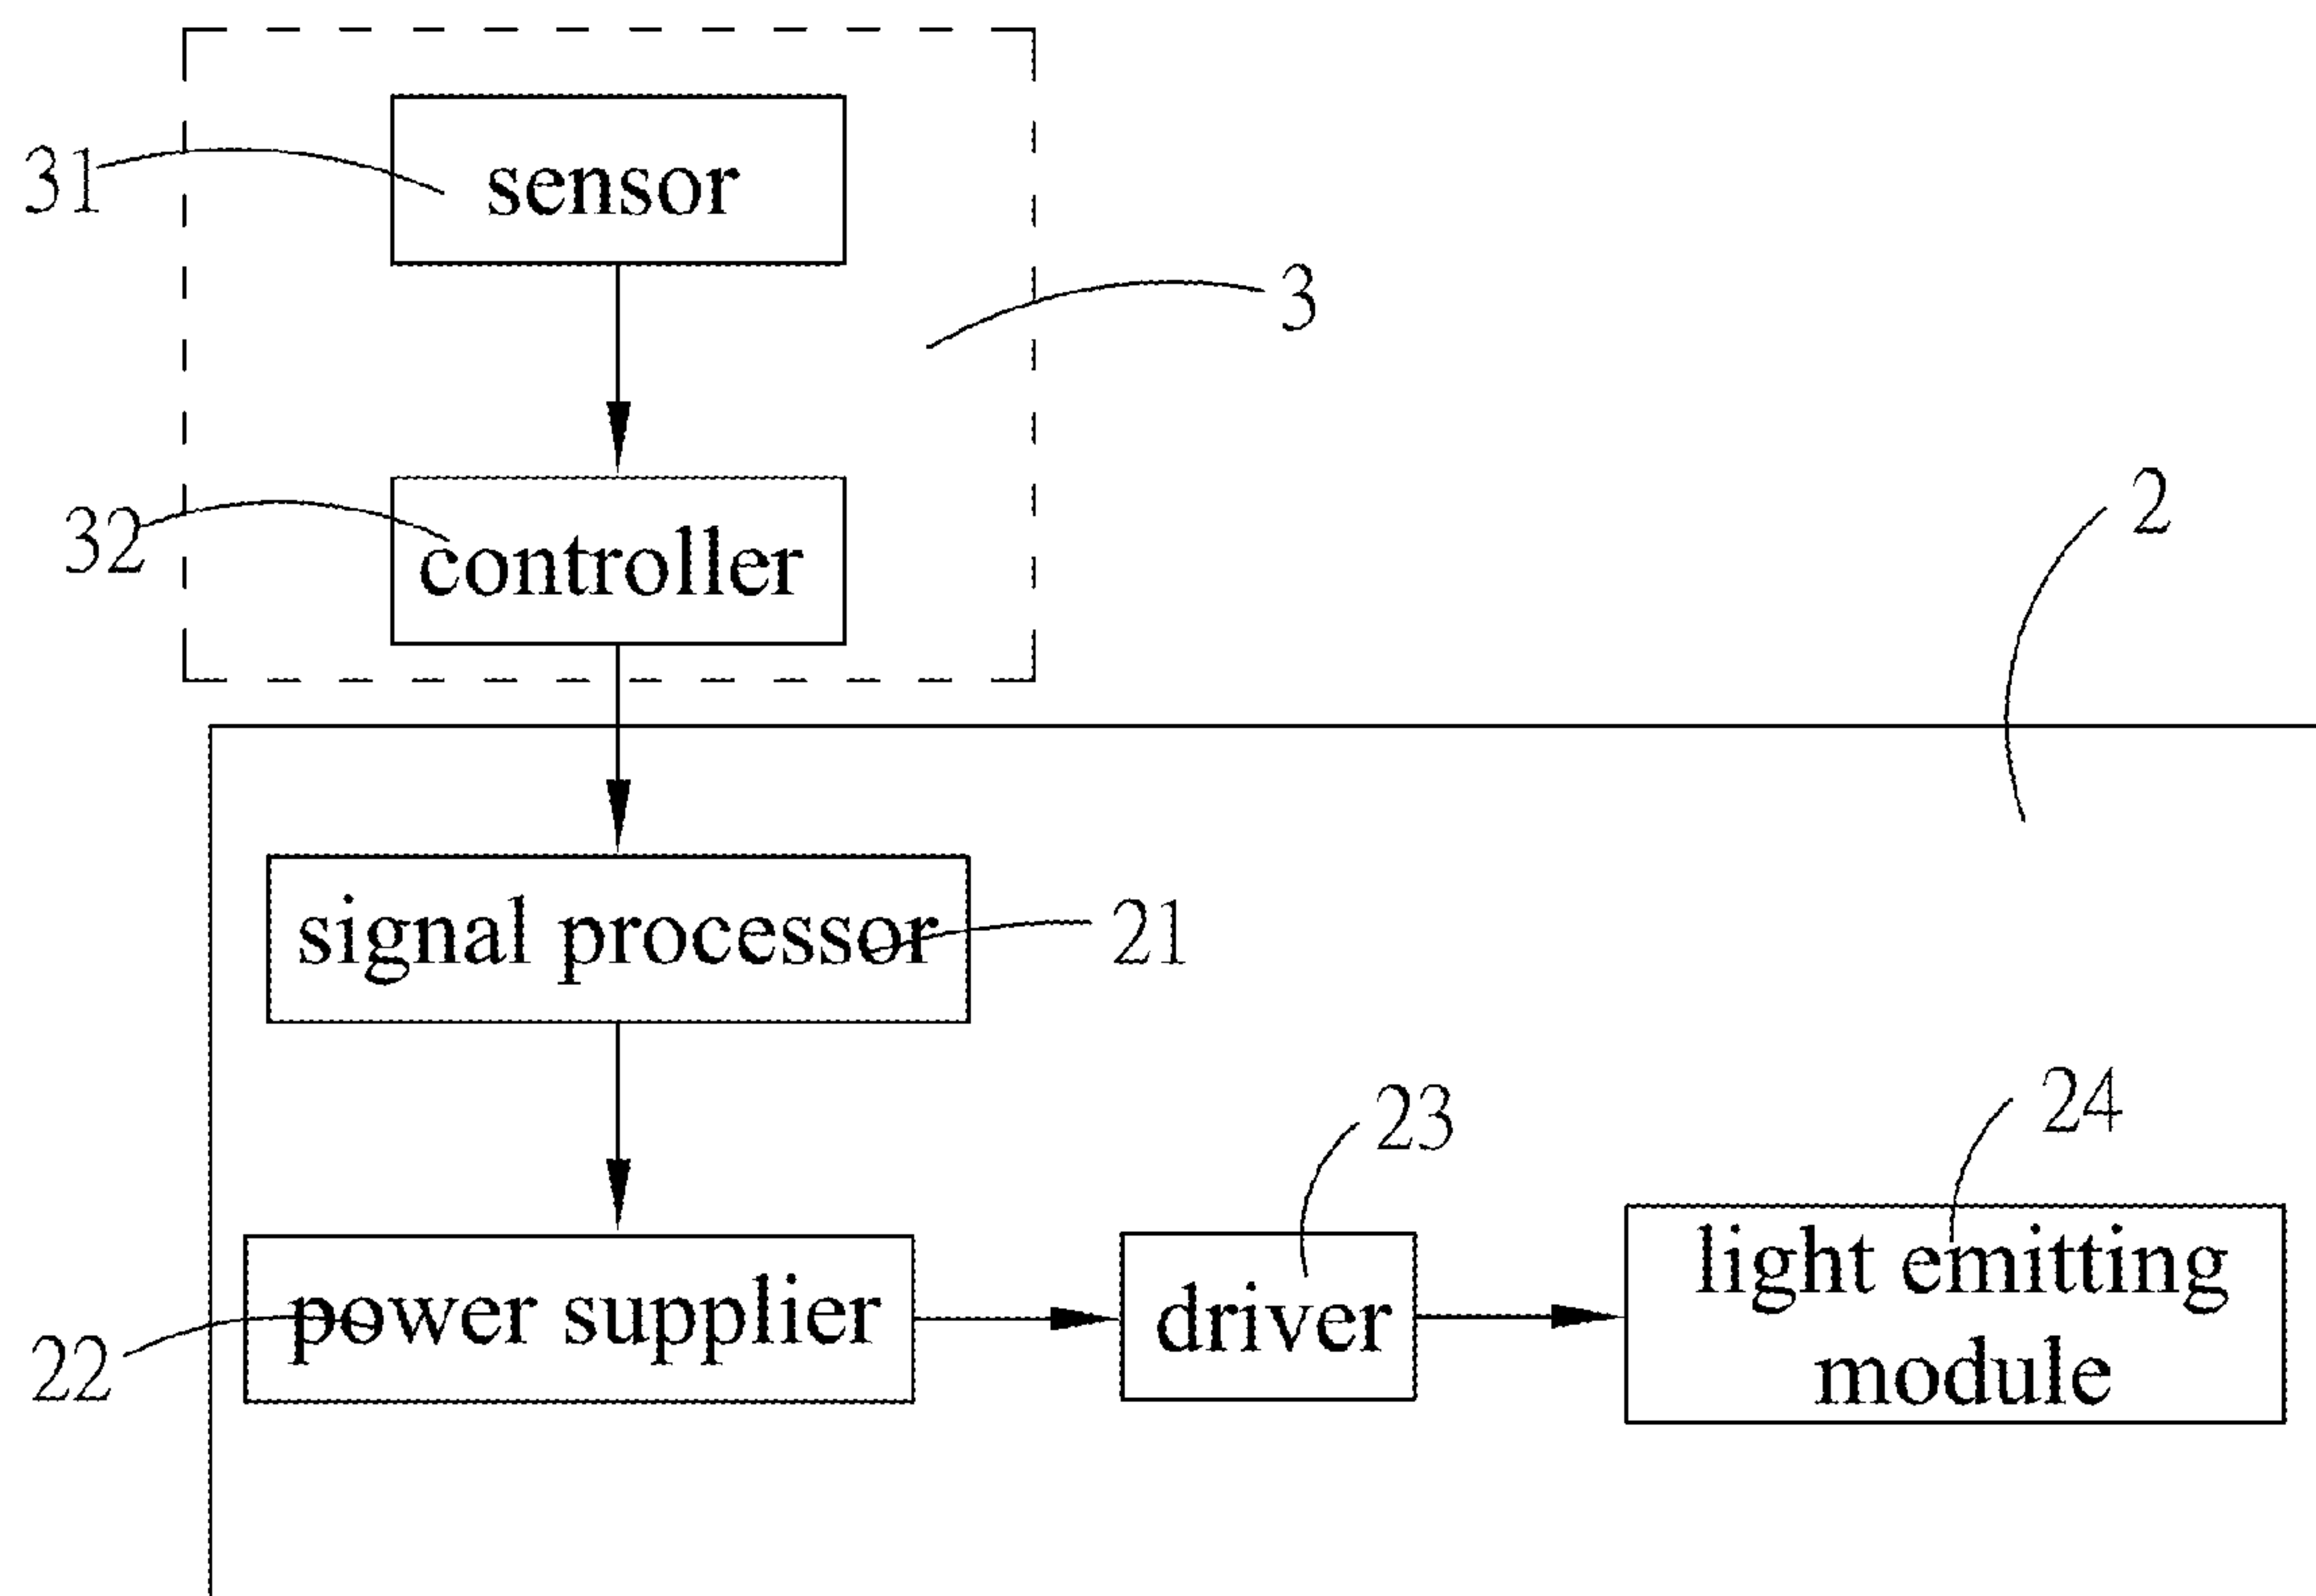 31
sensor
3
32
controller
2
signal processor
21
23
24
22
power supplier
driver
light emitting
module